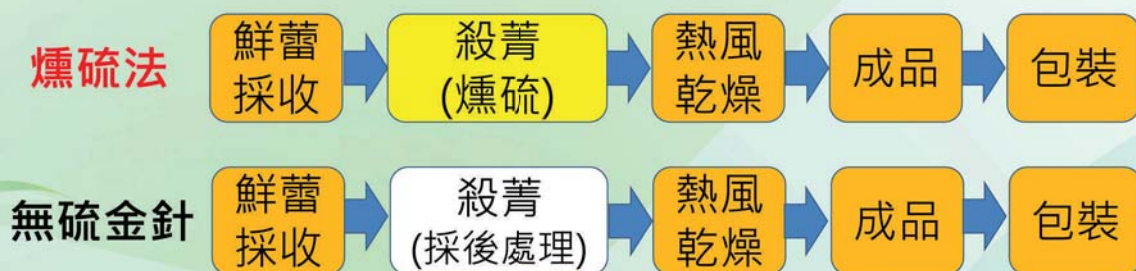 燻硫法
鮮蕾
採收
殺菁
(燻硫)
熱風
乾燥
成品
包裝
無硫金針
鮮蕾
採收
殺菁
(採後處理)
熱風
乾燥
成品
包裝